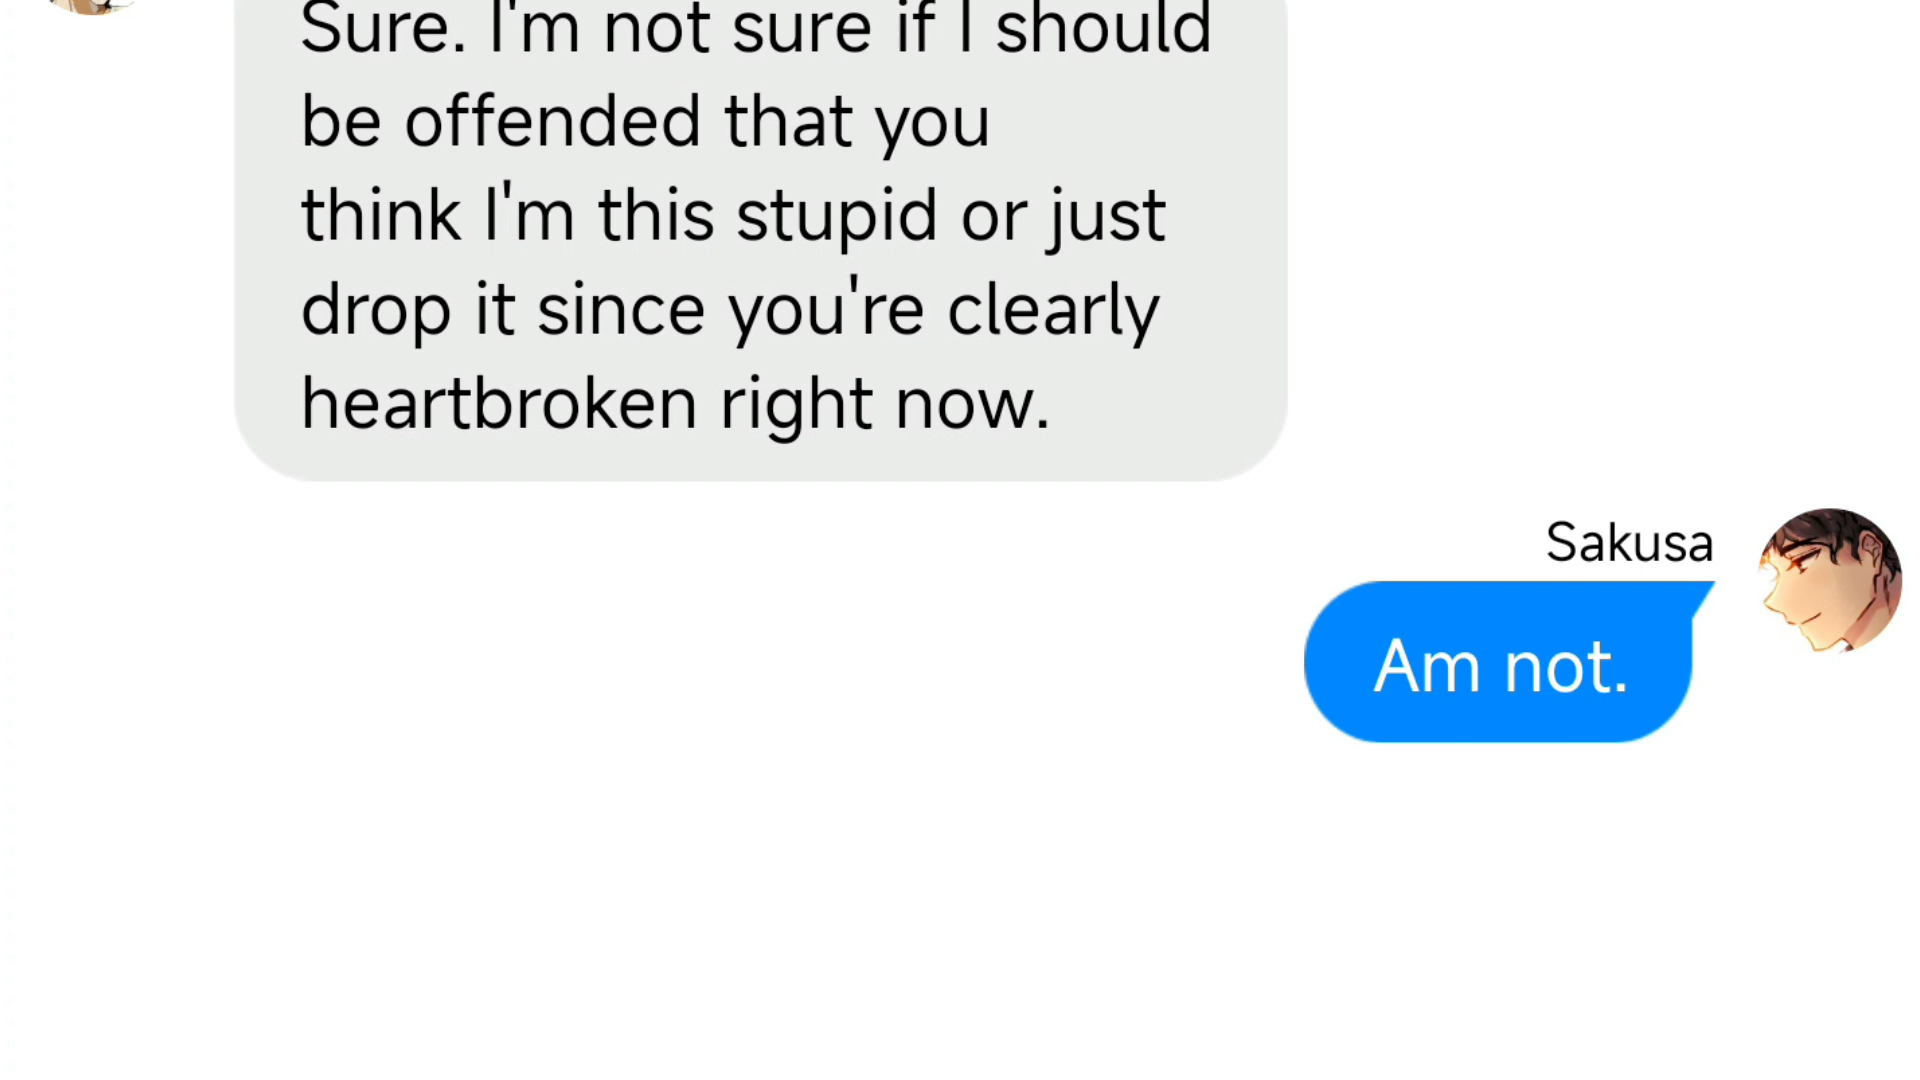 Sure. I'm not sure if I should
be offended that you
think I'm this stupid or just
drop it since you're clearly
heartbroken right now.
Sakusa
Am not.